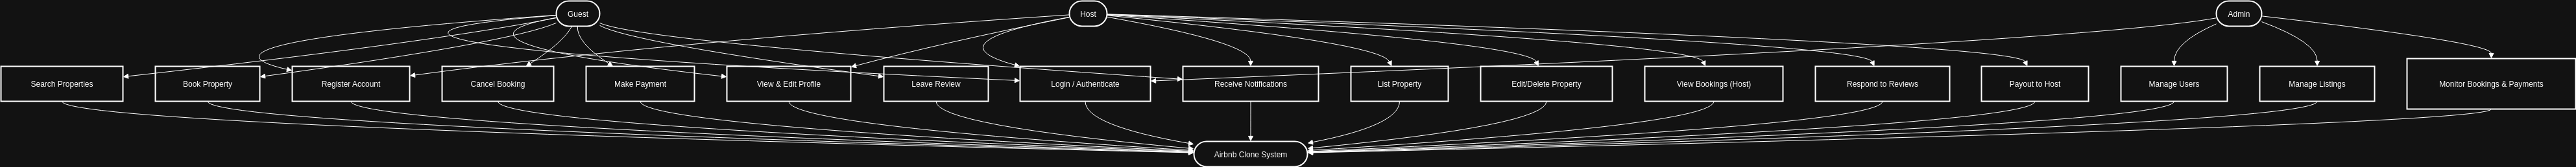 Guest
Host
Admin
Search Properties
Book Property
Register Account
Cancel Booking
Make Payment
View & Edit Profile
Leave Review
Login / Authenticate
Receive Notifications
List Property
Edit/Delete Property
View Bookings (Host)
Respond to Reviews
Payout to Host
Manage Users
Manage Listings
Monitor Bookings & Payments
Airbnb Clone System